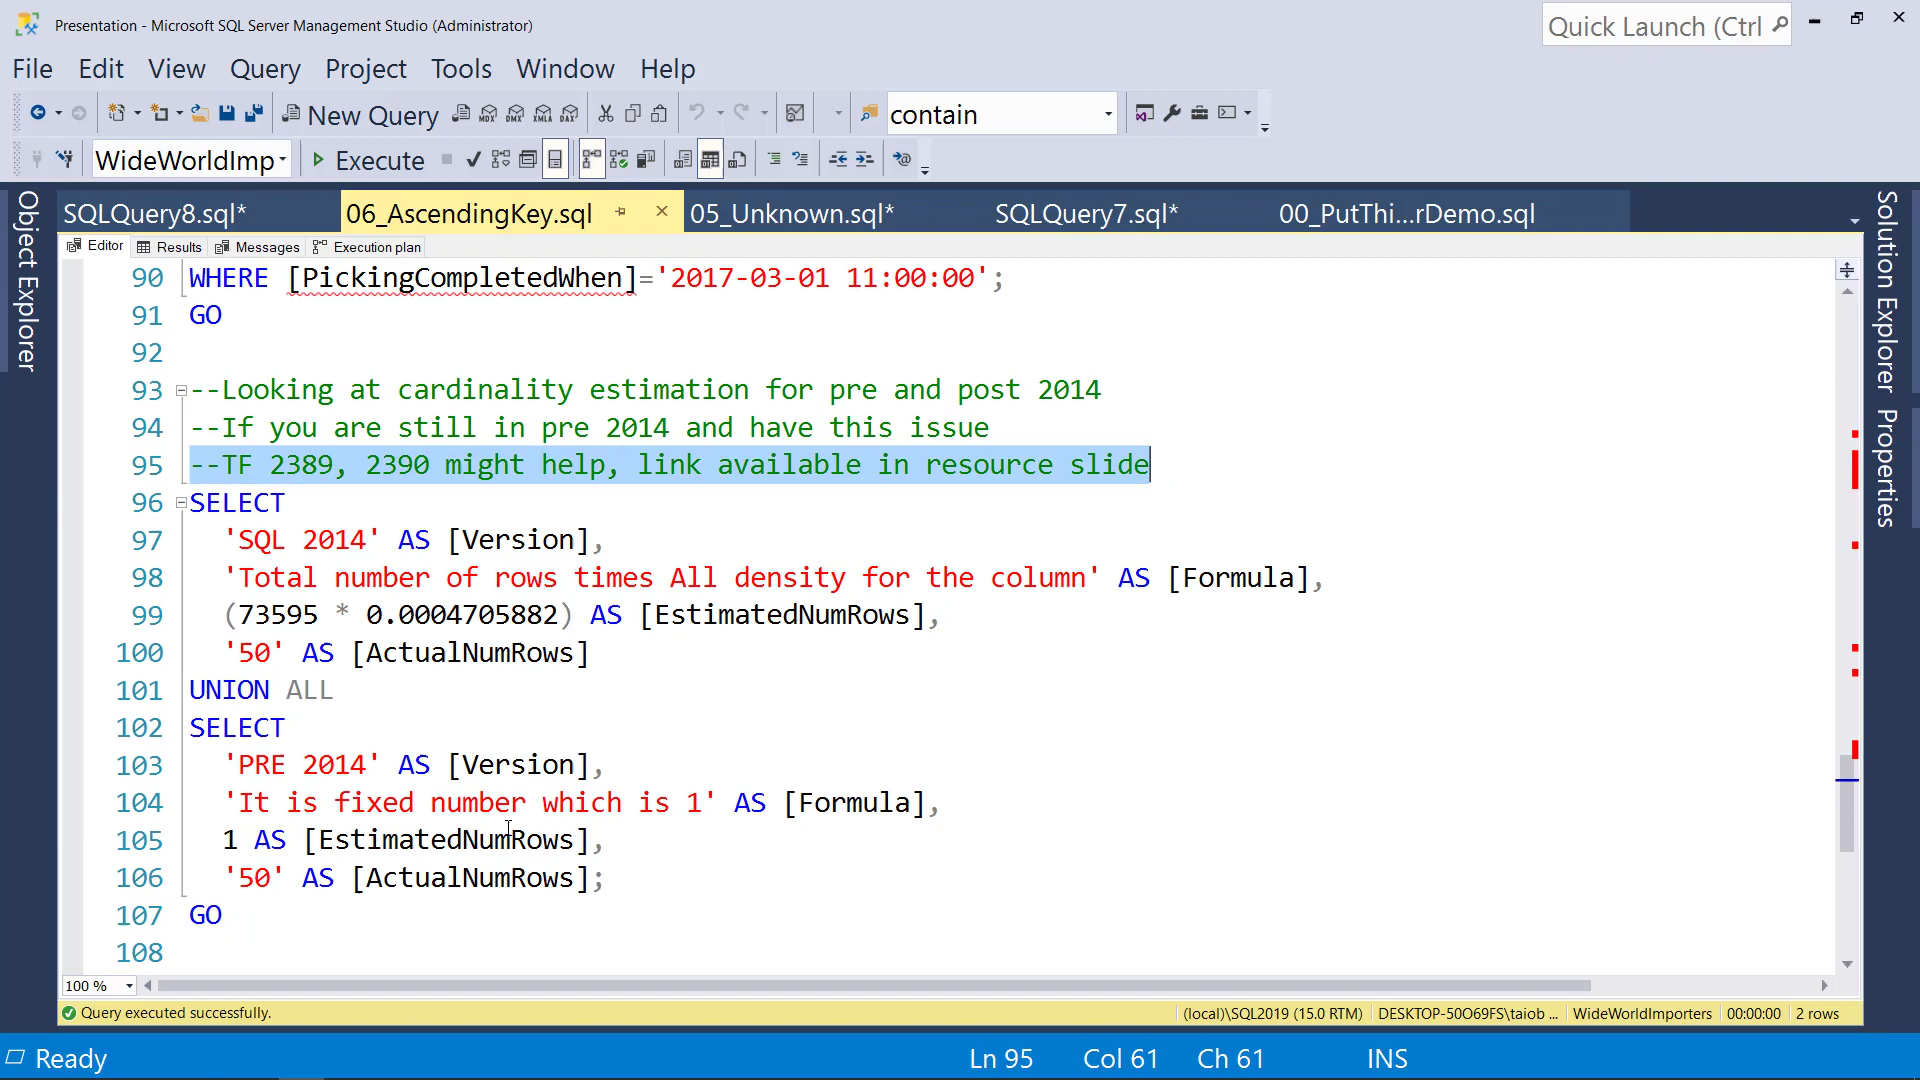 Presentation - Microsoft SQL Server Management Studio (Administrator)
Quick Launch (Ctrl
File Edit View Query Project Tools Window Help
New Query MDX DMX XMLA DAX contain
WideWorldImp Execute
SQLQuery8.sql* 06_AscendingKey.sql 05_Unknown.sql* SQLQuery7.sql* 00_PutThi...rDemo.sql
Object Explorer
Solution Explorer
Properties
Editor Results Messages Execution plan
90 WHERE [PickingCompletedWhen]='2017-03-01 11:00:00';
91 GO
92
93 --Looking at cardinality estimation for pre and post 2014
94 --If you are still in pre 2014 and have this issue
95 --TF 2389, 2390 might help, link available in resource slide
96 SELECT
97 'SQL 2014' AS [Version],
98 'Total number of rows times All density for the column' AS [Formula],
99 (73595 * 0.0004705882) AS [EstimatedNumRows],
100 '50' AS [ActualNumRows]
101 UNION ALL
102 SELECT
103 'PRE 2014' AS [Version],
104 'It is fixed number which is 1' AS [Formula],
105 1 AS [EstimatedNumRows],
106 '50' AS [ActualNumRows];
107 GO
108
100 %
Query executed successfully. (local)\SQL2019 (15.0 RTM) DESKTOP-50O69FS\taiob ... WideWorldImporters 00:00:00 2 rows
Ready Ln 95 Col 61 Ch 61 INS